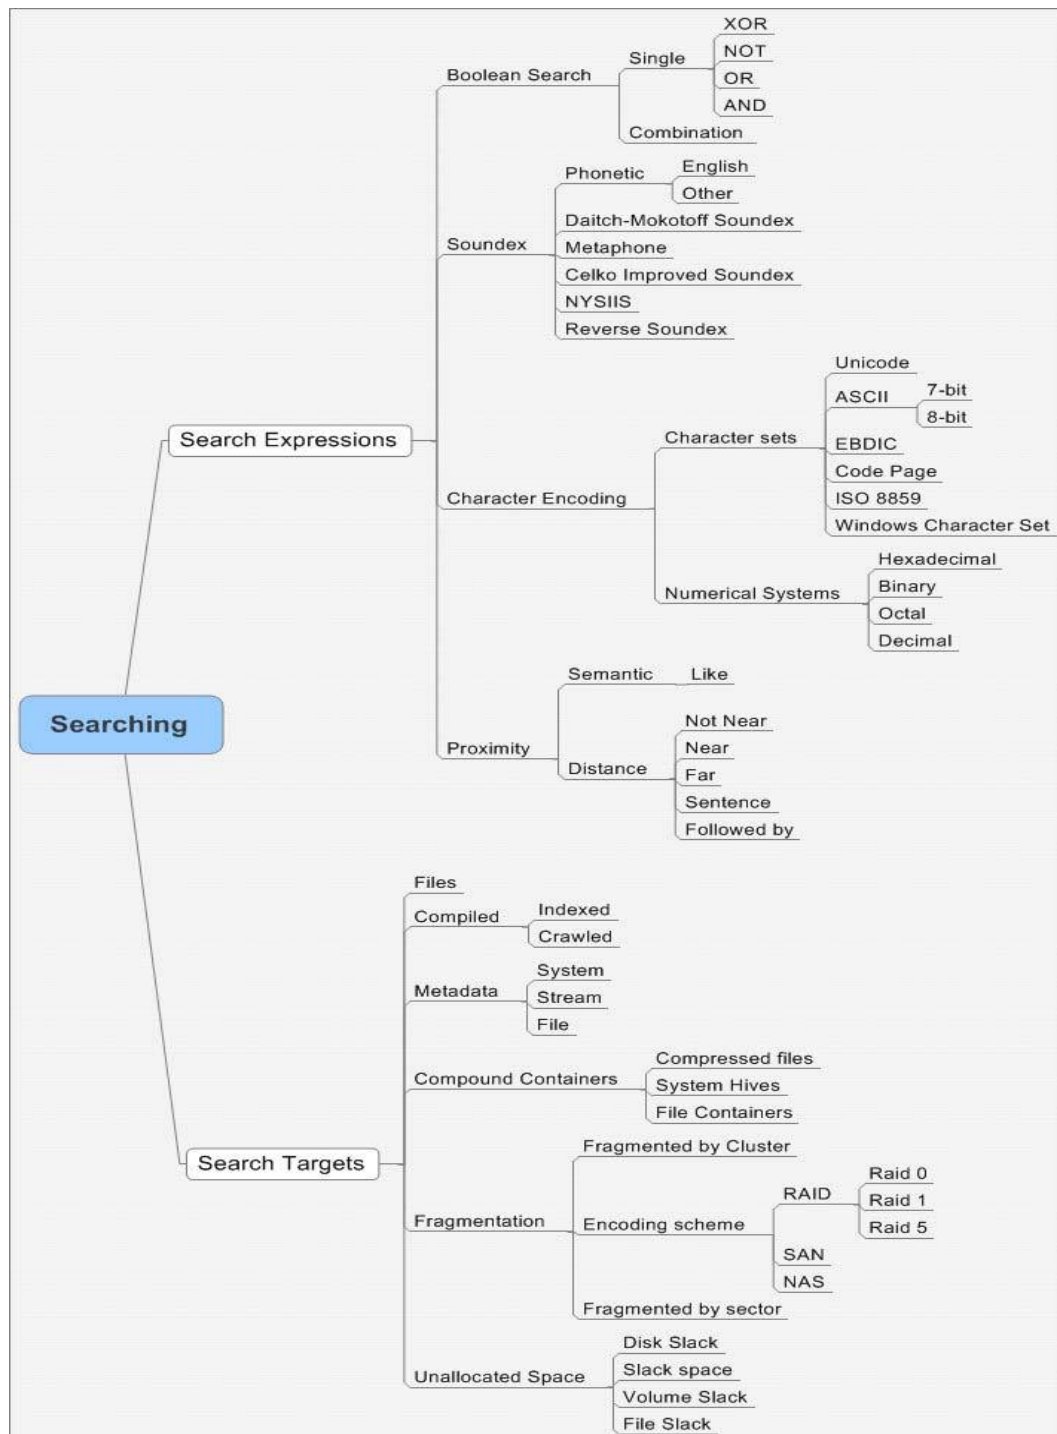 XOR
NOT
Single
Boolean Search
OR
AND
Combination
English
Phonetic
Other
Daitch-Mokotoff Soundex
Soundex
Metaphone
Celko Improved Soundex
NYSIIS
Reverse Soundex
Unicode
7-bit
ASCII
8-bit
Search Expressions
Character sets
EBDIC
Code Page
Character Encoding
ISO 8859
Windows Character Set
Hexadecimal
Binary
Numerical Systems
Octal
Decimal
Semantic
Like
Searching
Not Near
Proximity
Near
Distance
Far
Sentence
Followed by
Files
Indexed
Compiled
Crawled
System
Metadata
Stream
File
Compressed files
Compound Containers
System Hives
File Containers
Fragmented by Cluster
Search Targets
Raid 0
RAID
Raid 1
Fragmentation
Encoding scheme
Raid 5
SAN
NAS
Fragmented by sector
Disk Slack
Slack space
Unallocated Space
Volume Slack
File Slack